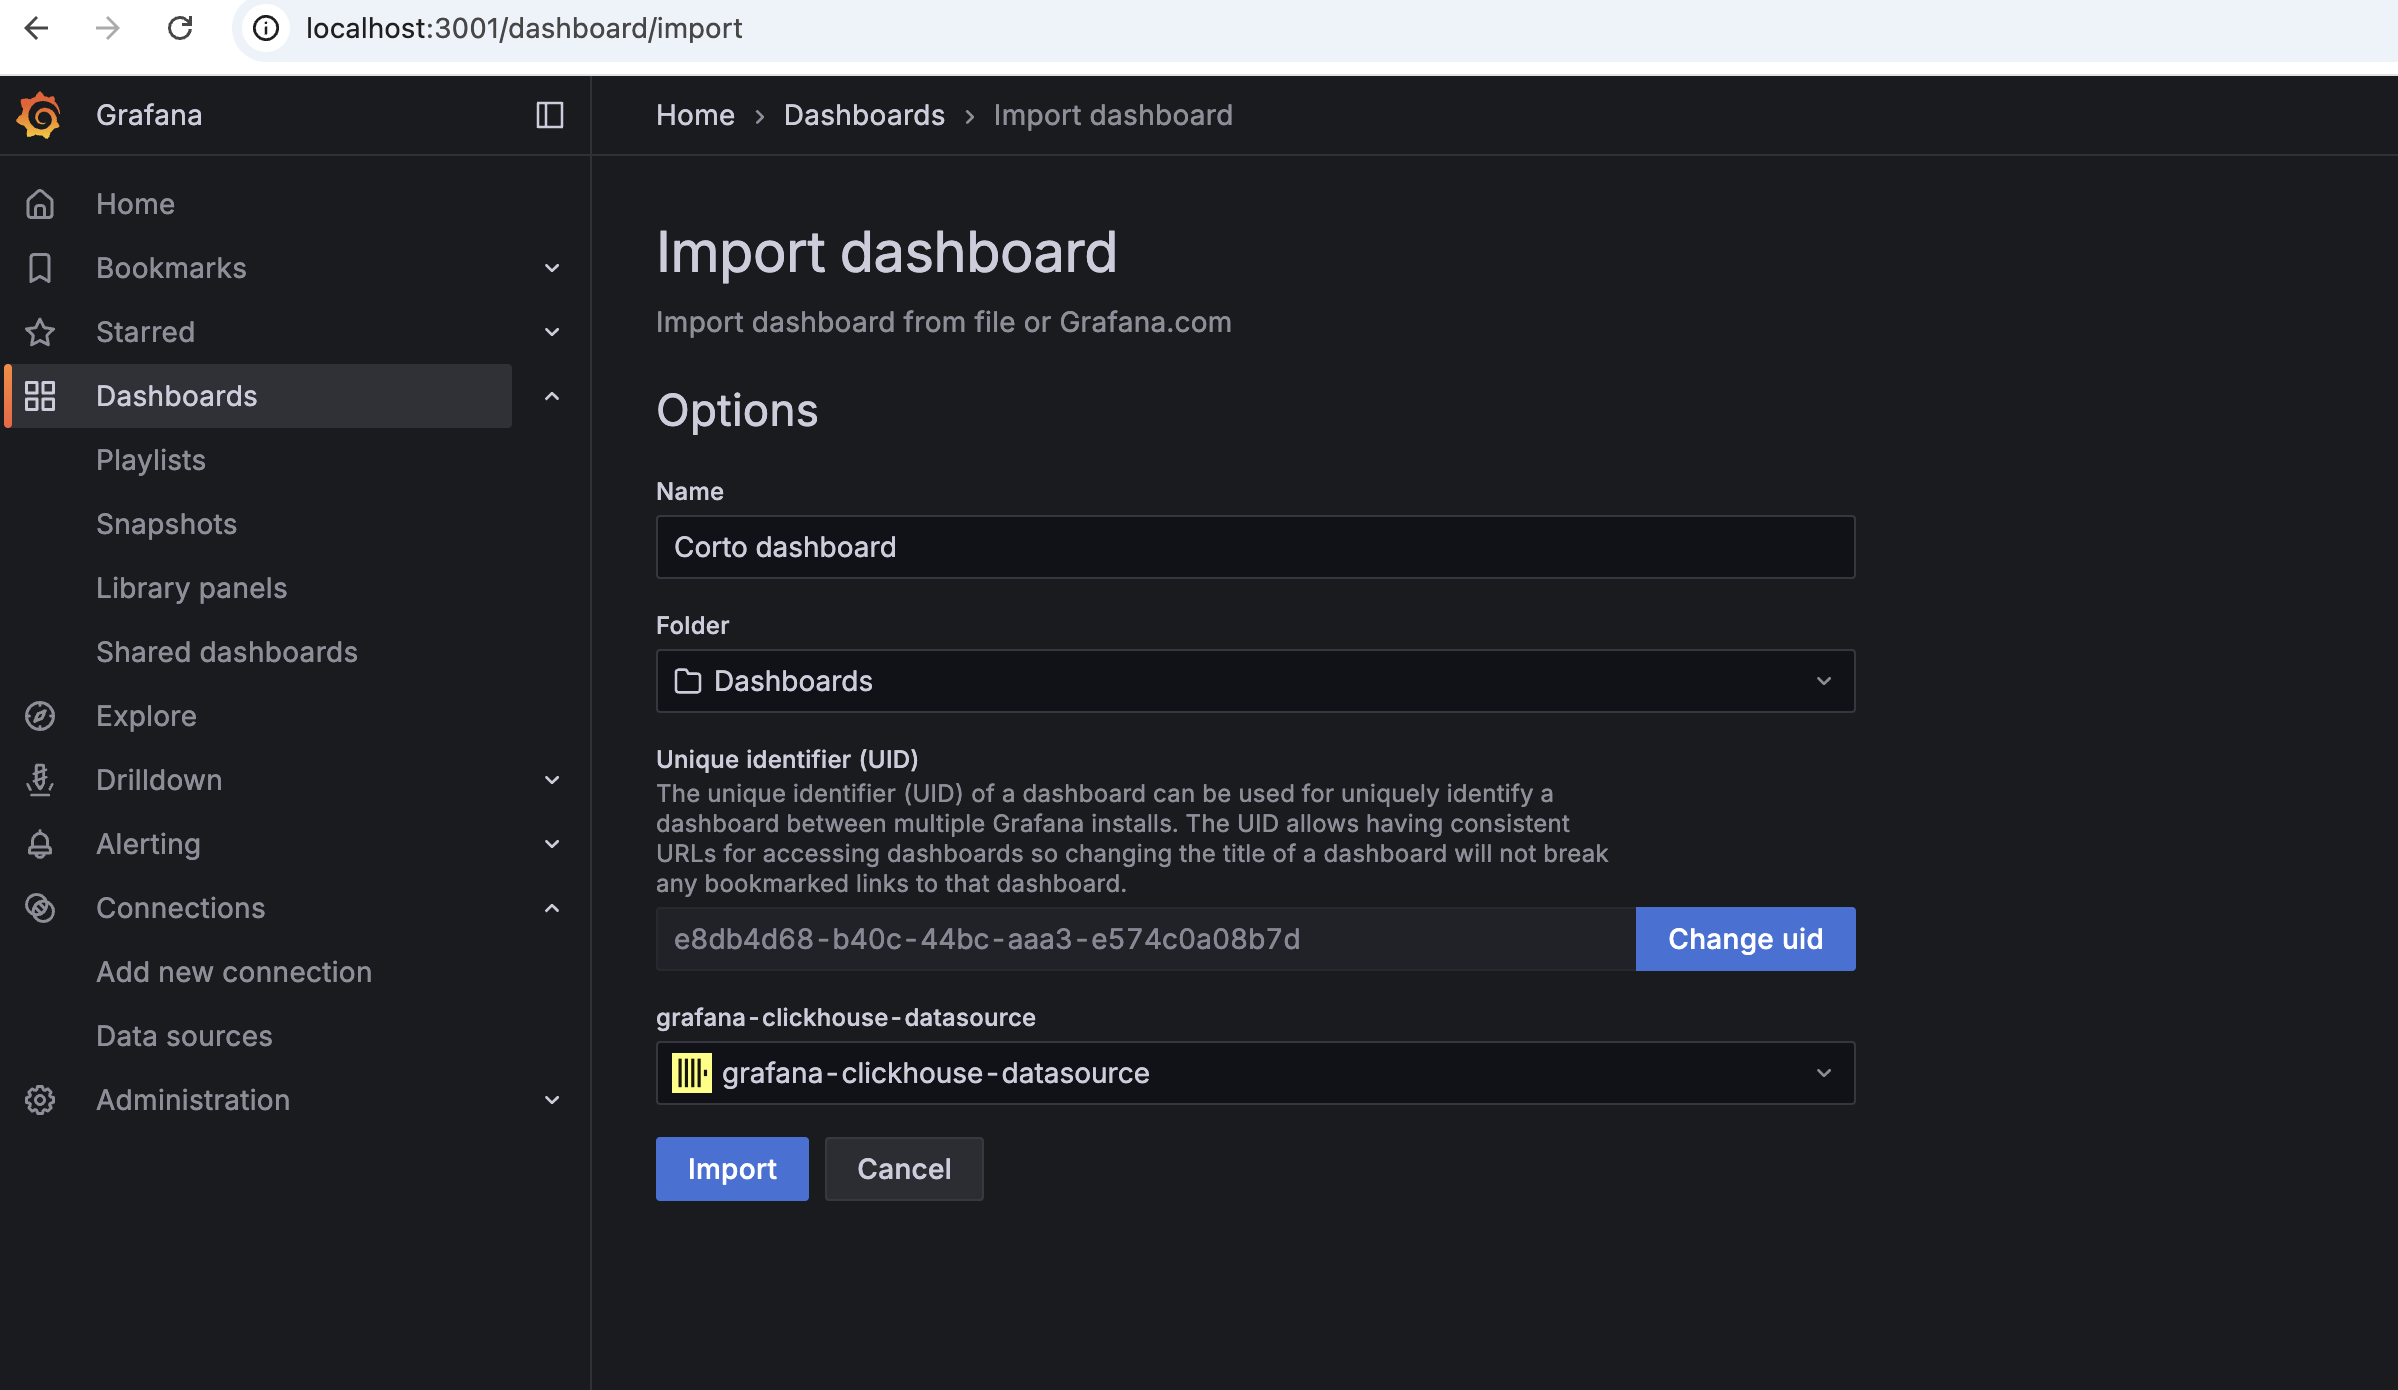 localhost:3001/dashboard/import
Grafana
Home
Bookmarks
Starred
Dashboards
Playlists
Snapshots
Library panels
Shared dashboards
Explore
Drilldown
Alerting
Connections
Add new connection
Data sources
Administration
Home › Dashboards › Import dashboard
Import dashboard
Import dashboard from file or Grafana.com
Options
Name
Corto dashboard
Folder
Dashboards
Unique identifier (UID)
The unique identifier (UID) of a dashboard can be used for uniquely identify a
dashboard between multiple Grafana installs. The UID allows having consistent
URLs for accessing dashboards so changing the title of a dashboard will not break
any bookmarked links to that dashboard.
e8db4d68-b40c-44bc-aaa3-e574c0a08b7d
Change uid
grafana-clickhouse-datasource
grafana-clickhouse-datasource
Import
Cancel